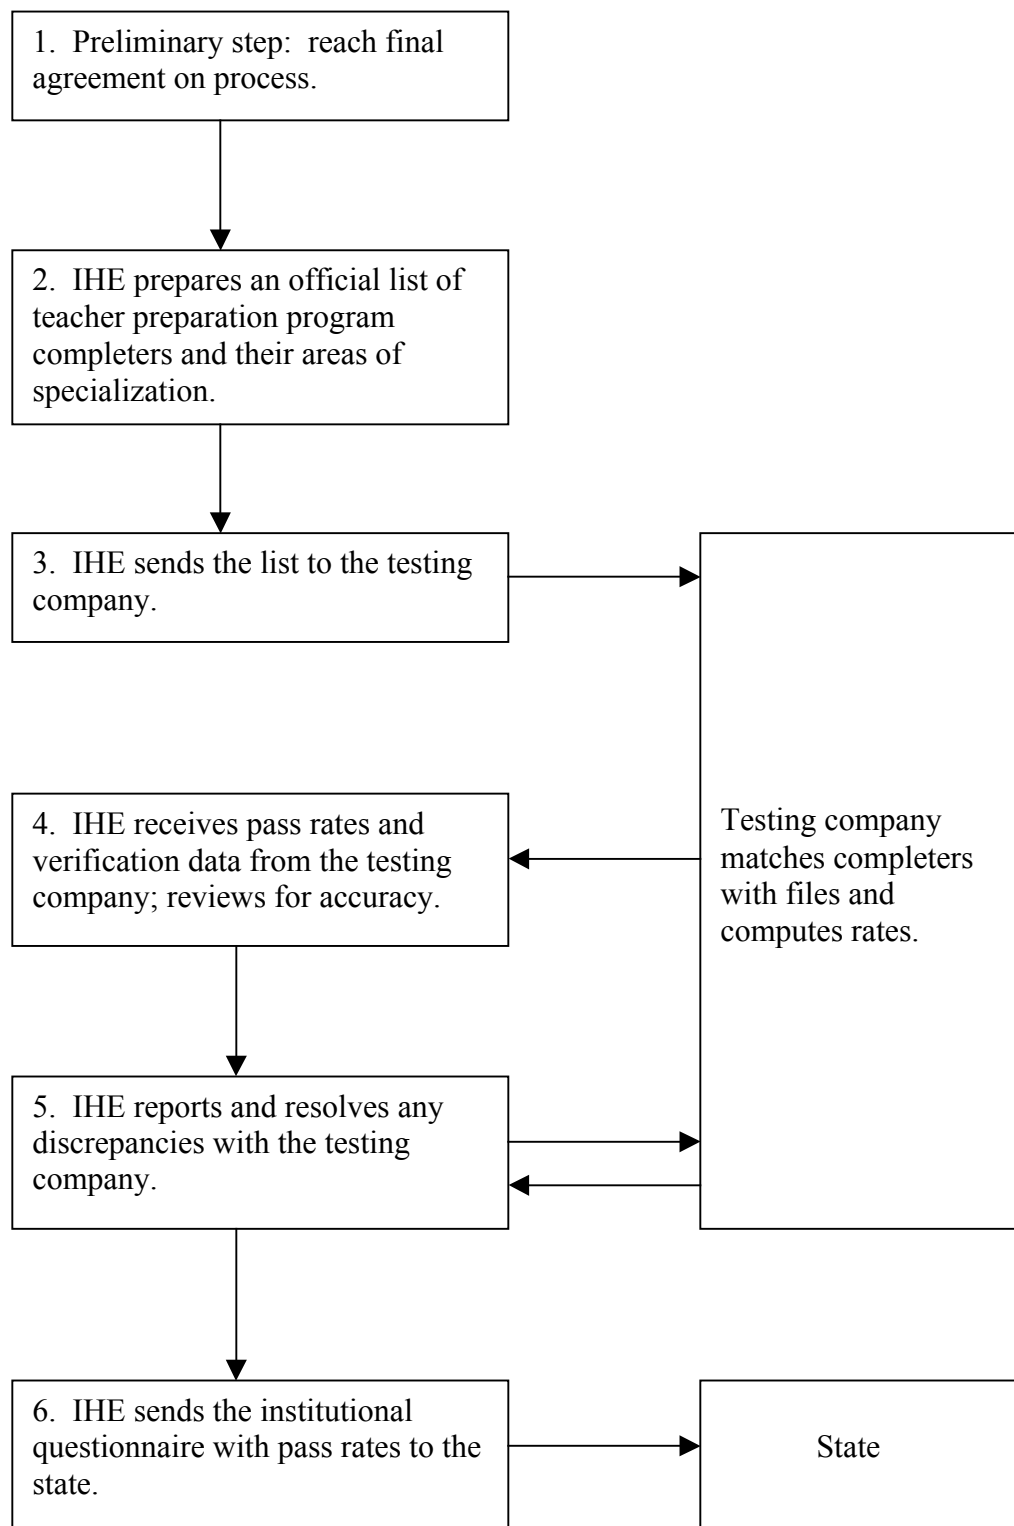 1.  Preliminary step:  reach final
agreement on process.
2.  IHE prepares an official list of
teacher preparation program
completers and their areas of
specialization.
3.  IHE sends the list to the testing
company.
4.  IHE receives pass rates and
verification data from the testing
company; reviews for accuracy.
Testing company
matches completers
with files and
computes rates.
5.  IHE reports and resolves any
discrepancies with the testing
company.
6.  IHE sends the institutional
questionnaire with pass rates to the
state.
State